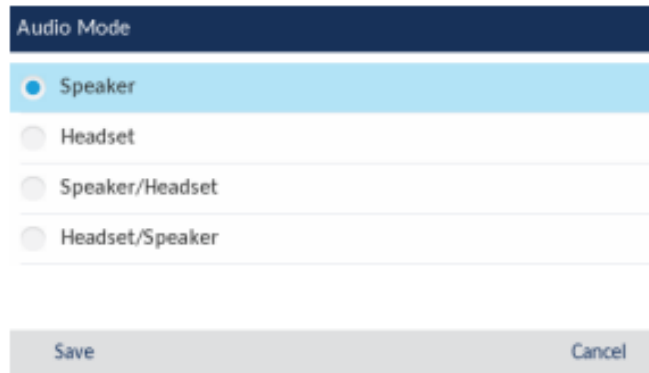 Audio Mode
Speaker
Headset
Speaker/Headset
Headset/Speaker
Save Cancel